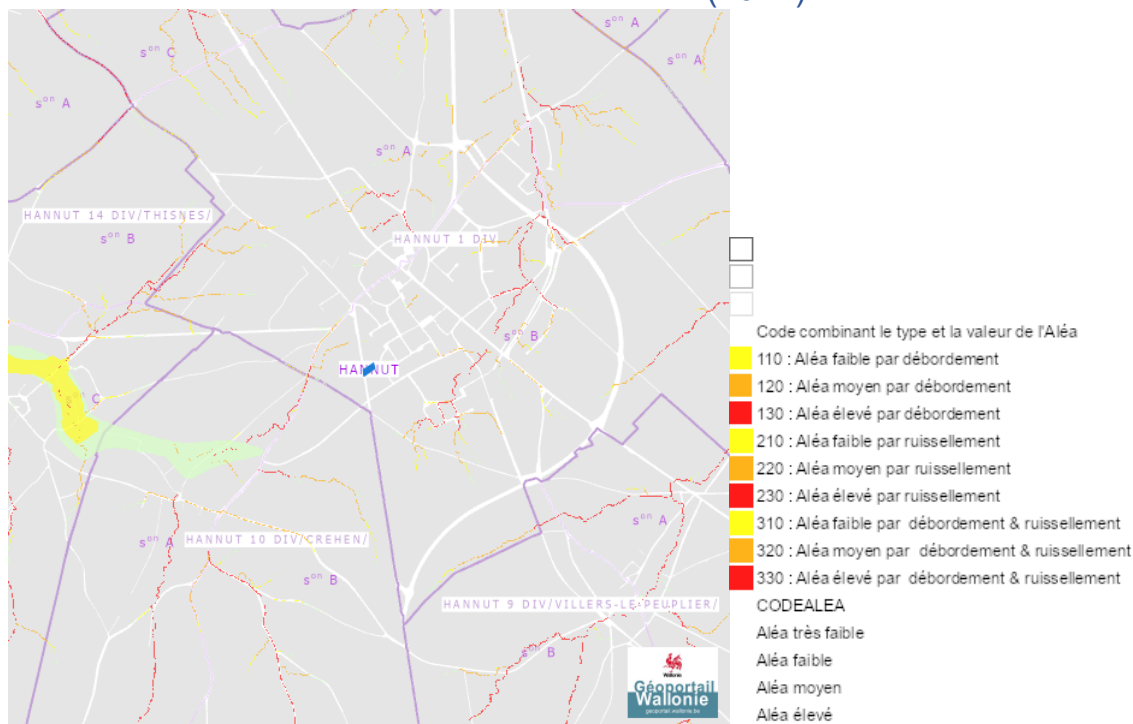 sᵒⁿ A
sᵒⁿ C
sᵒⁿ A
sᵒⁿ A
sᵒⁿ A
HANNUT 14 DIV/THISNES/
sᵒⁿ B
HANNUT 1 DIV
sᵒⁿ B
HANNUT
C
sᵒⁿ A
HANNUT 10 DIV/CREHEN/
sᵒⁿ A
sᵒⁿ B
HANNUT 9 DIV/VILLERS-LE-PEUPLIER/
sᵒⁿ B
Wallonie
Géoportail
Wallonie
geoportail.wallonie.be
Code combinant le type et la valeur de l'Aléa
110 : Aléa faible par débordement
120 : Aléa moyen par débordement
130 : Aléa élevé par débordement
210 : Aléa faible par ruissellement
220 : Aléa moyen par ruissellement
230 : Aléa élevé par ruissellement
310 : Aléa faible par débordement & ruissellement
320 : Aléa moyen par débordement & ruissellement
330 : Aléa élevé par débordement & ruissellement
CODEALEA
Aléa très faible
Aléa faible
Aléa moyen
Aléa élevé